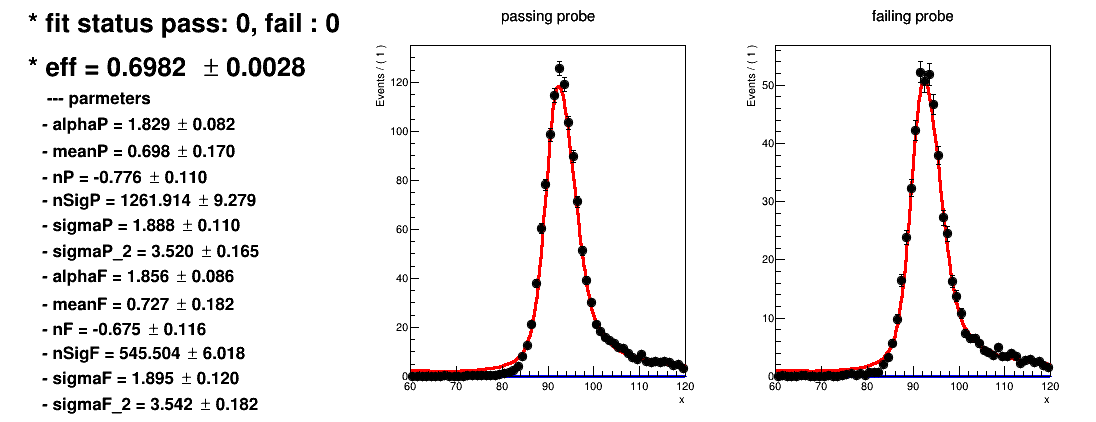 * fit status pass: 0, fail : 0
* eff = 0.6982 ± 0.0028
--- parmeters
- alphaP = 1.829 ± 0.082
- meanP = 0.698 ± 0.170
- nP = -0.776 ± 0.110
- nSigP = 1261.914 ± 9.279
- sigmaP = 1.888 ± 0.110
- sigmaP_2 = 3.520 ± 0.165
- alphaF = 1.856 ± 0.086
- meanF = 0.727 ± 0.182
- nF = -0.675 ± 0.116
- nSigF = 545.504 ± 6.018
- sigmaF = 1.895 ± 0.120
- sigmaF_2 = 3.542 ± 0.182
passing probe
Events / ( 1 )
120
100
80
60
40
20
0
60 70 80 90 100 110 120
x
failing probe
Events / ( 1 )
50
40
30
20
10
0
60 70 80 90 100 110 120
x